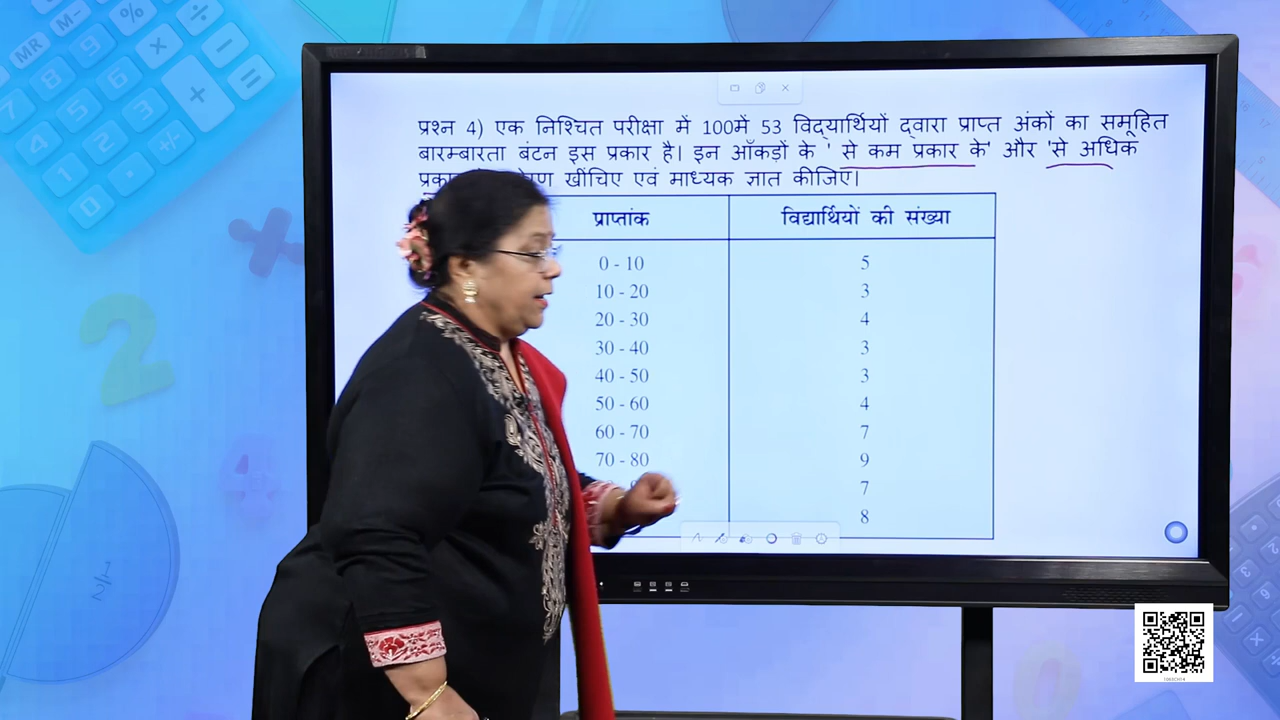 प्रश्न 4) एक निश्चित परीक्षा में 100में 53 विद्यार्थियों द्वारा प्राप्त अंकों का समूहित
बारम्बारता बंटन इस प्रकार है। इन आँकड़ों के ' से कम प्रकार के' और 'से अधिक
खींचिए एवं माध्यक ज्ञात कीजिए।
प्राप्तांक विद्यार्थियों की संख्या
0 - 10 5
10 - 20 3
20 - 30 4
30 - 40 3
40 - 50 3
50 - 60 4
60 - 70 7
70 - 80 9
7
8